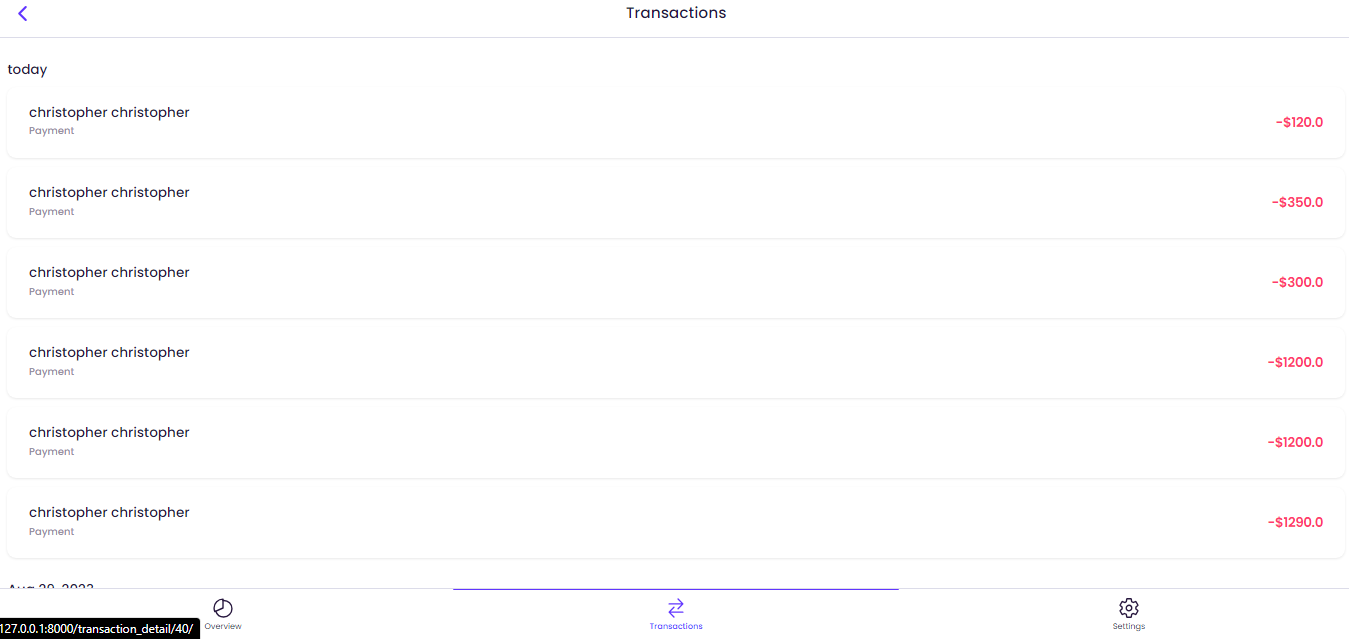 Transactions
today
christopher christopher
Payment
-$120.0
christopher christopher
Payment
-$350.0
christopher christopher
Payment
-$300.0
christopher christopher
Payment
-$1200.0
christopher christopher
Payment
-$1200.0
christopher christopher
Payment
-$1290.0
Overview
Transactions
Settings
127.0.0.1:8000/transaction_detail/40/